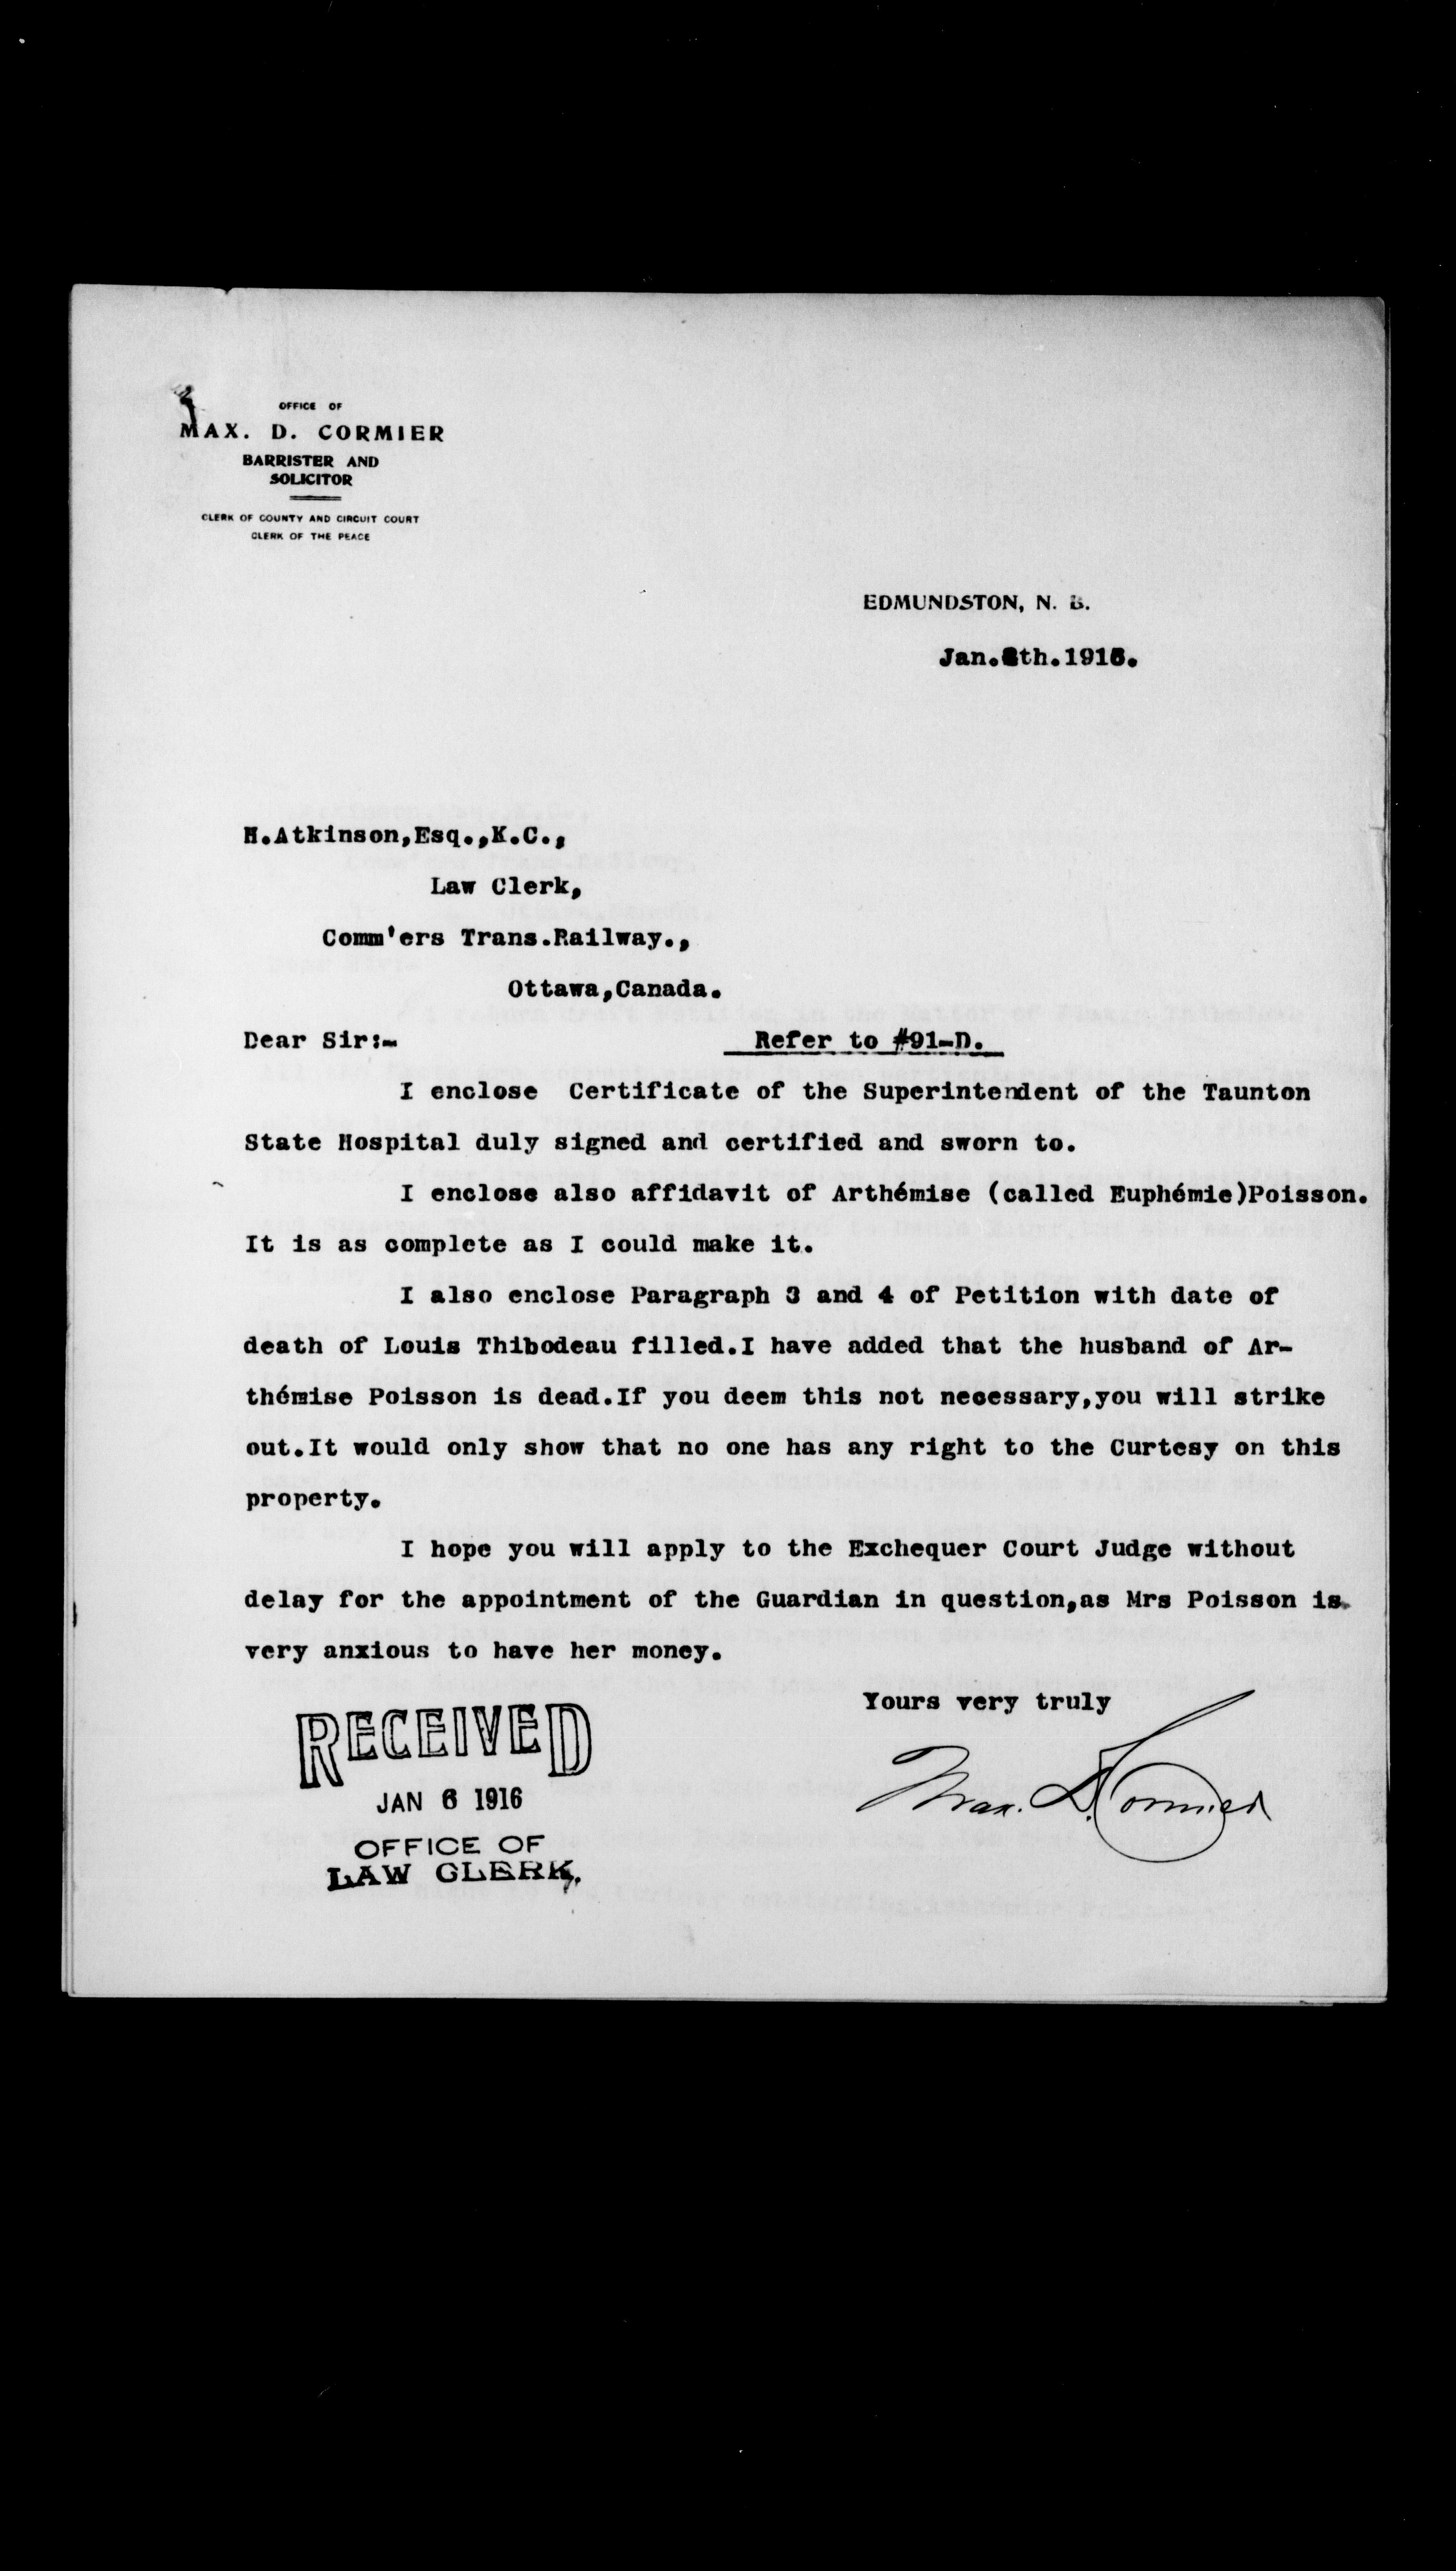 OFFICE OF
MAX. D. CORMIER
BARRISTER AND
SOLICITOR
CLERK OF COUNTY AND CIRCUIT COURT
CLERK OF THE PEACE
EDMUNDSTON, N. B.
Jan. th.1916.
H.Atkinson,Esq.,K.C.,
Law Clerk,
Comm'ers Trans.Railway.,
Ottawa,Canada.
Dear Sir:- Refer to #91-D.
I enclose Certificate of the Superintendent of the Taunton
State Hospital duly signed and certified and sworn to.
I enclose also affidavit of Arthémise (called Euphémie)Poisson.
It is as complete as I could make it.
I also enclose Paragraph 3 and 4 of Petition with date of
death of Louis Thibodeau filled.I have added that the husband of Ar-
thémise Poisson is dead.If you deem this not necessary,you will strike
out.It would only show that no one has any right to the Curtesy on this
property.
I hope you will apply to the Exchequer Court Judge without
delay for the appointment of the Guardian in question,as Mrs Poisson is
very anxious to have her money.
Yours very truly
Max. D. Cormier
RECEIVED
JAN 6 1916
OFFICE OF
LAW CLERK.